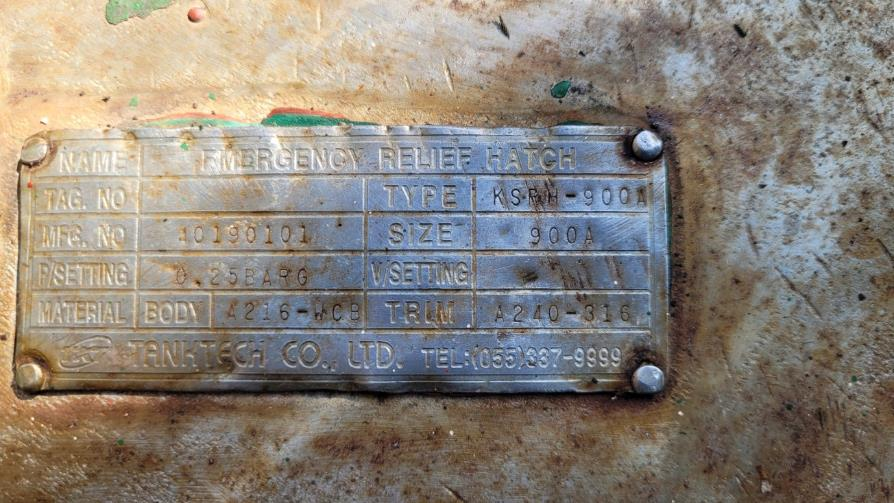 NAME EMERGENCY RELIEF HATCH
TAG. NO TYPE KSRH-900A
MFG. NO 40190101 SIZE 900A
P/SETTING 0.25BARG V/SETTING
MATERIAL BODY A216-WCB TRIM A240-316
TANKTECH CO., LTD. TEL:(055)337-9999